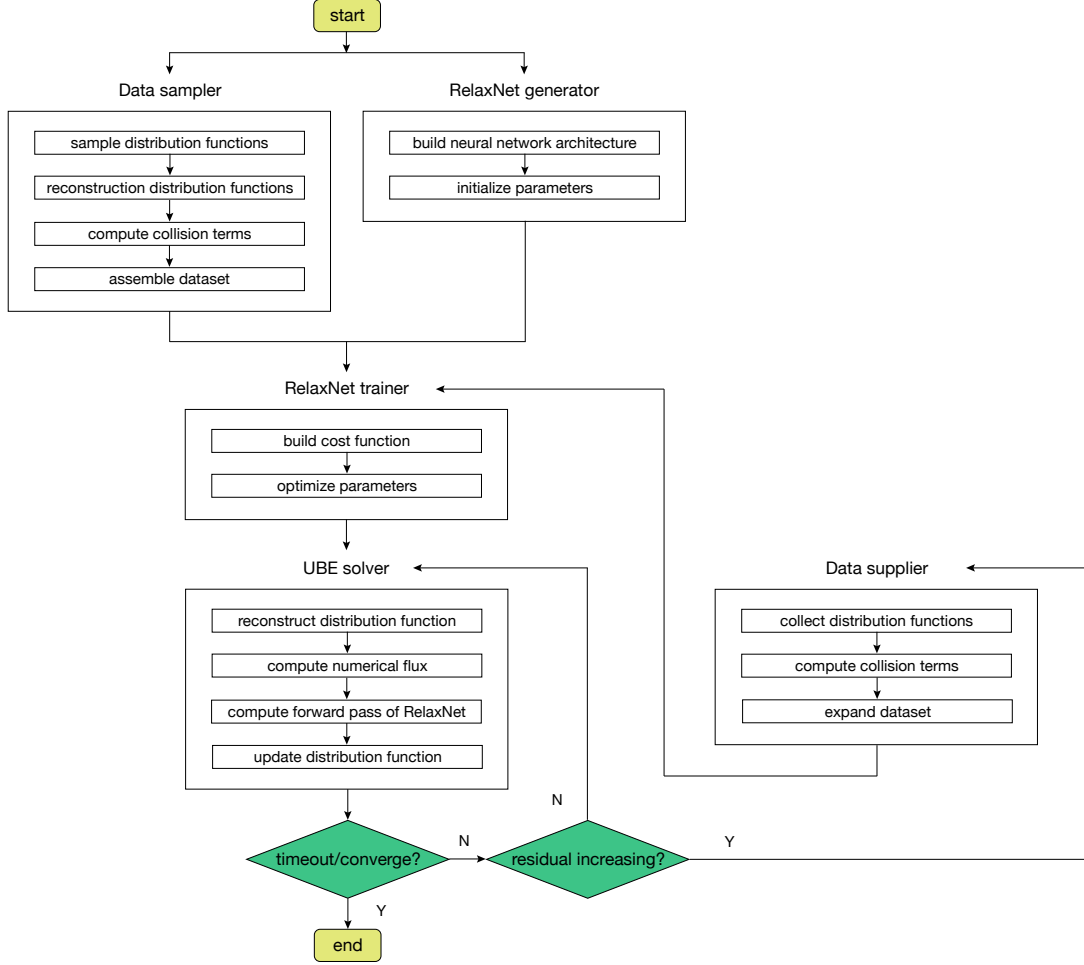 start
Data sampler
RelaxNet generator
sample distribution functions
reconstruction distribution functions
compute collision terms
assemble dataset
build neural network architecture
initialize parameters
RelaxNet trainer
build cost function
optimize parameters
UBE solver
reconstruct distribution function
compute numerical flux
compute forward pass of RelaxNet
update distribution function
Data supplier
collect distribution functions
compute collision terms
expand dataset
timeout/converge?
N
residual increasing?
N
Y
Y
end